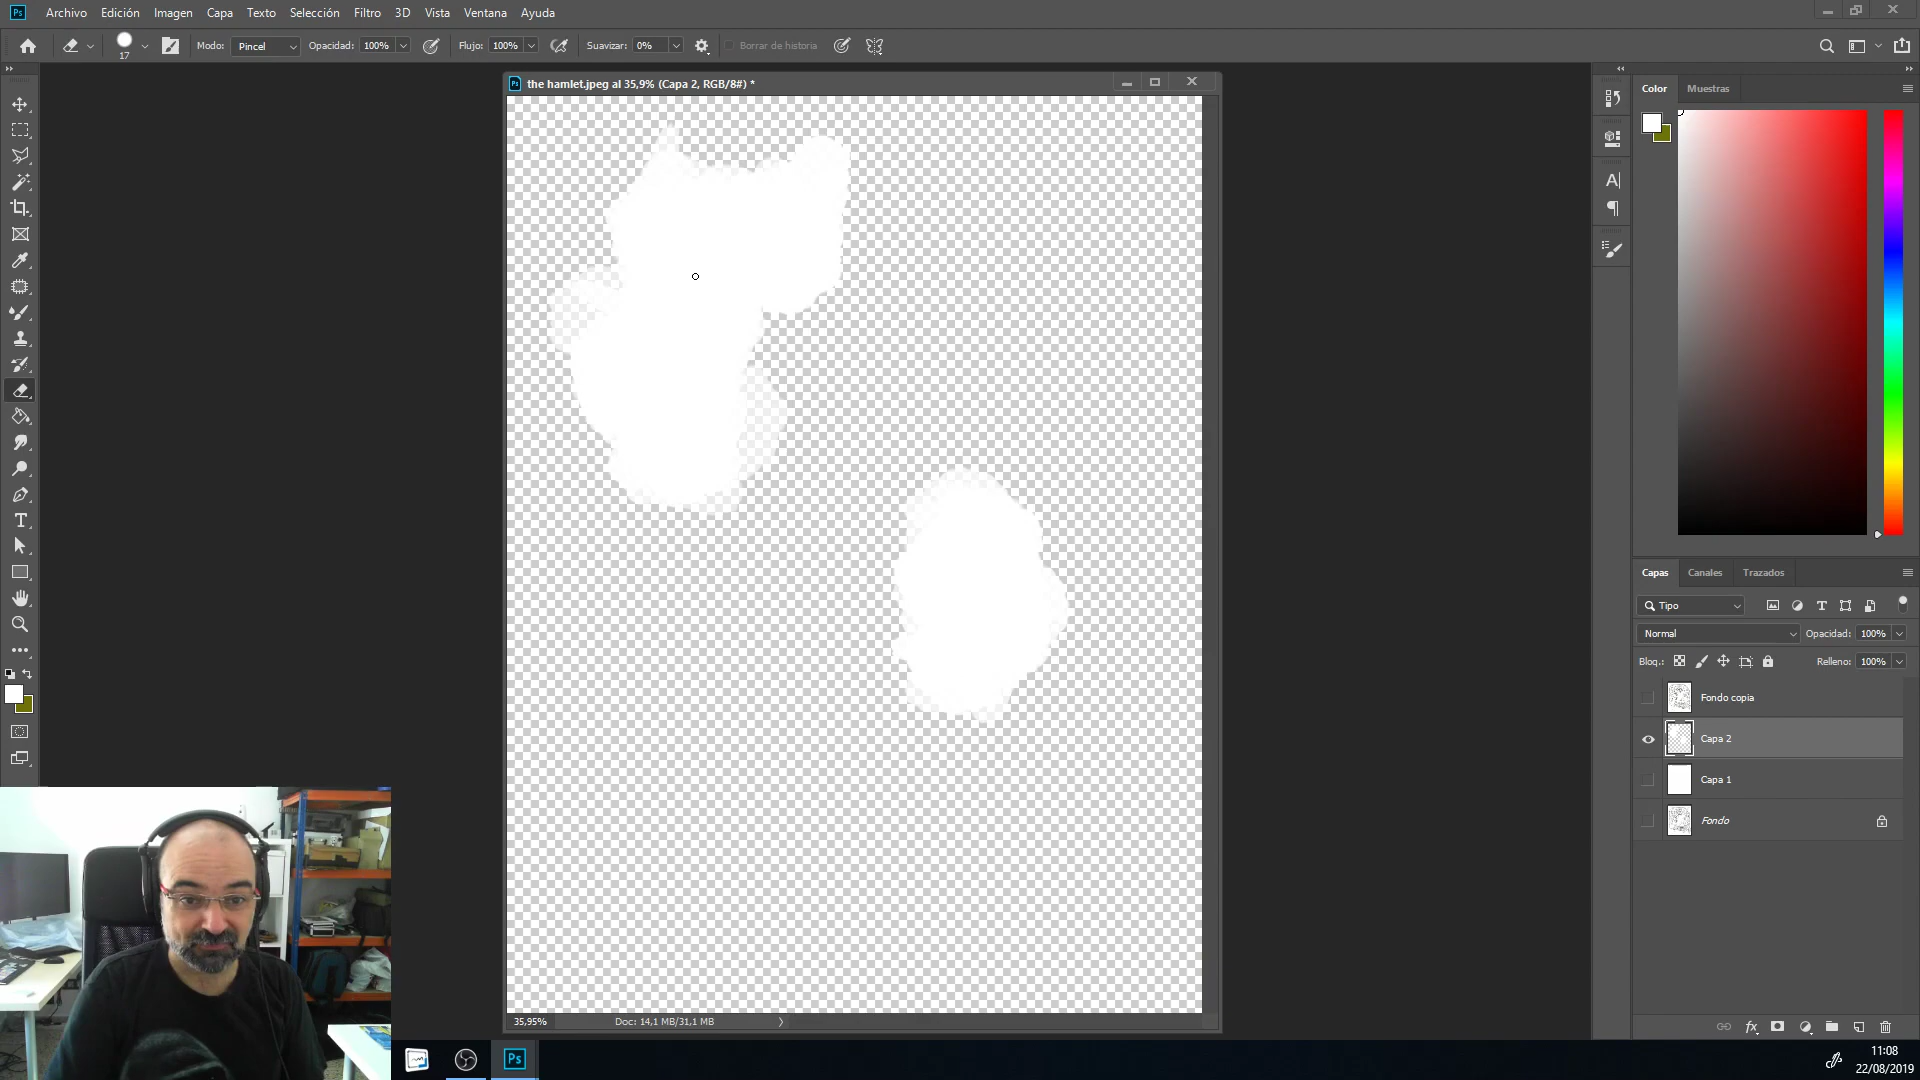 Ps Archivo Edición Imagen Capa Texto Selección Filtro 3D Vista Ventana Ayuda
17 Modo: Pincel Opacidad: 100% Flujo: 100% Suavizar: 0% Borrar de historia
the hamlet.jpeg al 35,9% (Capa 2, RGB/8#) *
Color Muestras
Capas Canales Trazados
Tipo
Normal Opacidad: 100%
Bloq.: Relleno: 100%
Fondo copia
Capa 2
Capa 1
Fondo
35,95% Doc: 14,1 MB/31,1 MB
Ps
11:08
22/08/2019